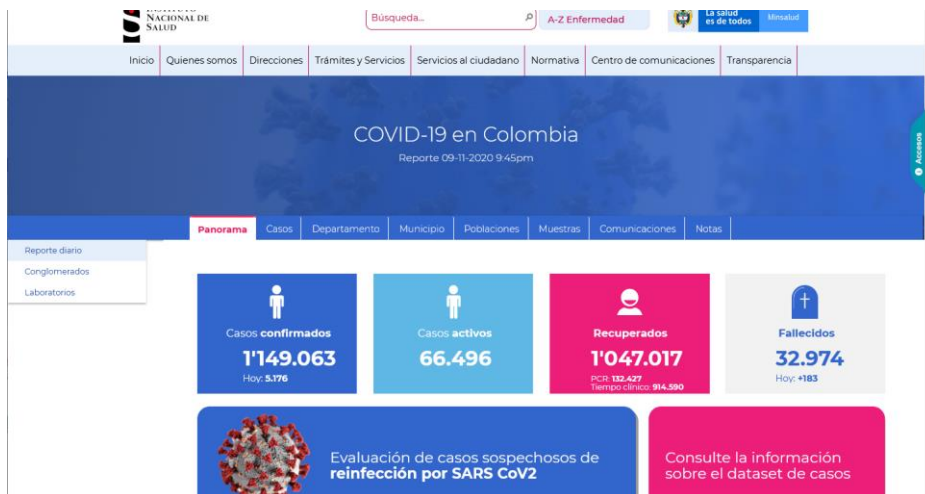 INSTITUTO
NACIONAL DE
SALUD
Búsqueda...
A-Z Enfermedad
La salud
es de todos
Minsalud
Inicio
Quienes somos
Direcciones
Trámites y Servicios
Servicios al ciudadano
Normativa
Centro de comunicaciones
Transparencia
COVID-19 en Colombia
Reporte 09-11-2020 9:45pm
Accesos
Panorama
Casos
Departamento
Municipio
Poblaciones
Muestras
Comunicaciones
Notas
Reporte diario
Conglomerados
Laboratorios
Casos confirmados
1'149.063
Hoy: 5.176
Casos activos
66.496
Recuperados
1'047.017
PCR: 132.427
Tiempo clínico: 914.590
Fallecidos
32.974
Hoy: +183
Evaluación de casos sospechosos de
reinfección por SARS CoV2
Consulte la información
sobre el dataset de casos